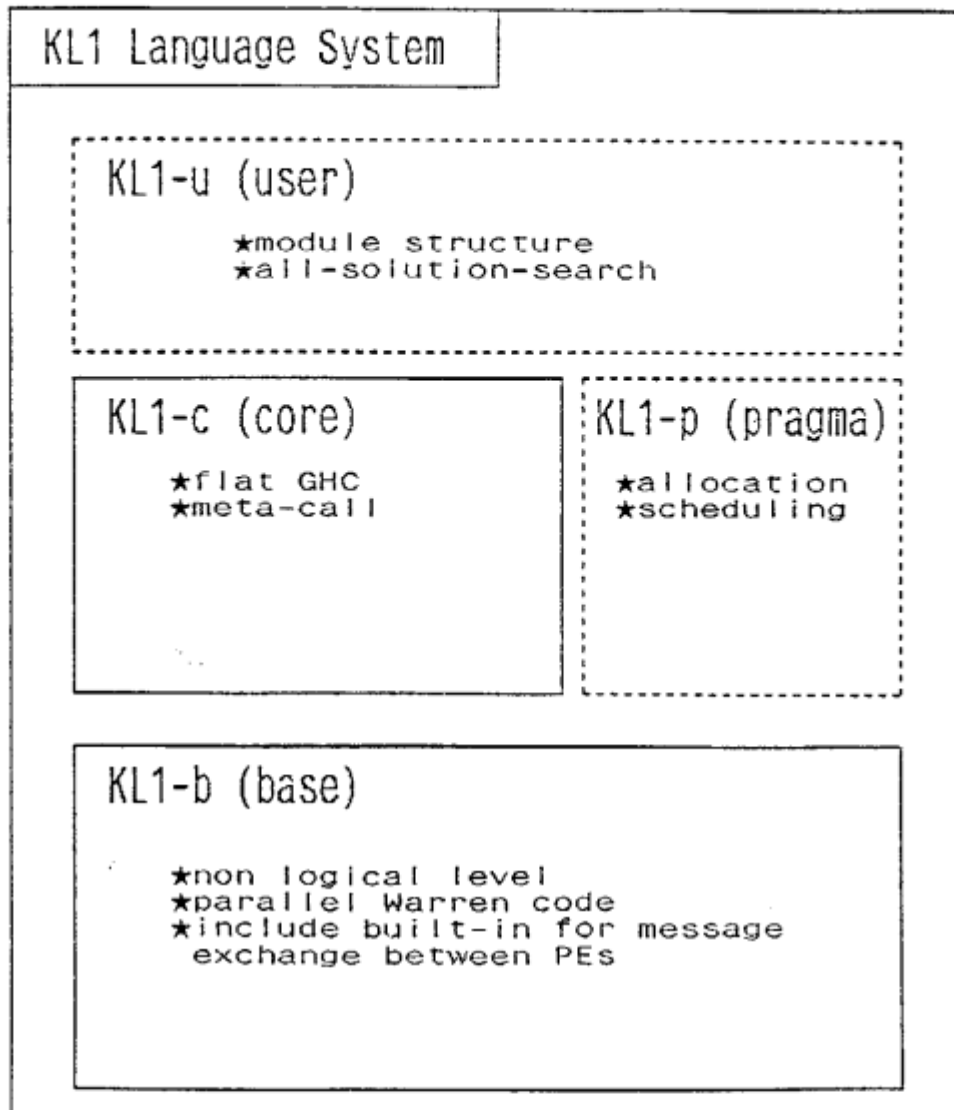 KL1 Language System
KL1-u (user)
★module structure
★all-solution-search
KL1-c (core)
★flat GHC
★meta-call
KL1-p (pragma)
★allocation
★scheduling
KL1-b (base)
★non logical level
★parallel Warren code
★include built-in for message
exchange between PEs